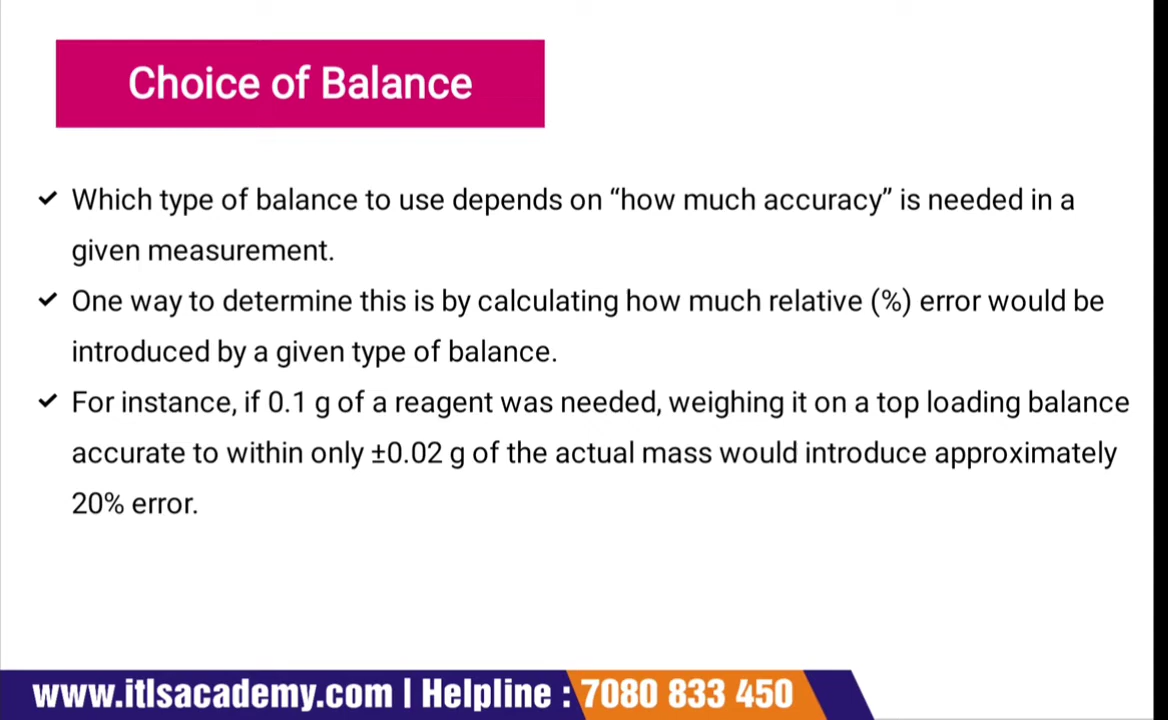 Choice of Balance
✓ Which type of balance to use depends on “how much accuracy” is needed in a
given measurement.
✓ One way to determine this is by calculating how much relative (%) error would be
introduced by a given type of balance.
✓ For instance, if 0.1 g of a reagent was needed, weighing it on a top loading balance
accurate to within only ±0.02 g of the actual mass would introduce approximately
20% error.
www.itlsacademy.com | Helpline : 7080 833 450